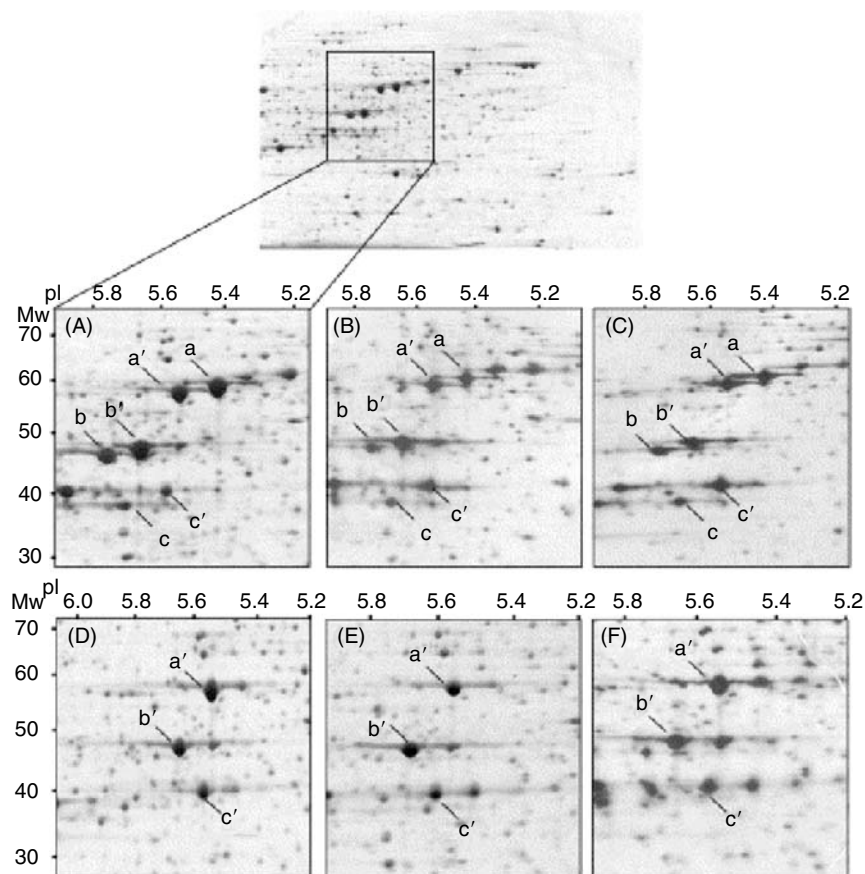 pI 5.8 5.6 5.4 5.2 5.8 5.6 5.4 5.2 5.8 5.6 5.4 5.2
Mw
70
60
50
40
30
(A)
a'
a
b
b'
c'
c
(B)
a'
a
b
b'
c'
c
(C)
a'
a
b
b'
c'
c
pI
Mw 6.0 5.8 5.6 5.4 5.2 5.8 5.6 5.4 5.2 5.8 5.6 5.4 5.2
70
60
50
40
30
(D)
a'
b'
c'
(E)
a'
b'
c'
(F)
a'
b'
c'